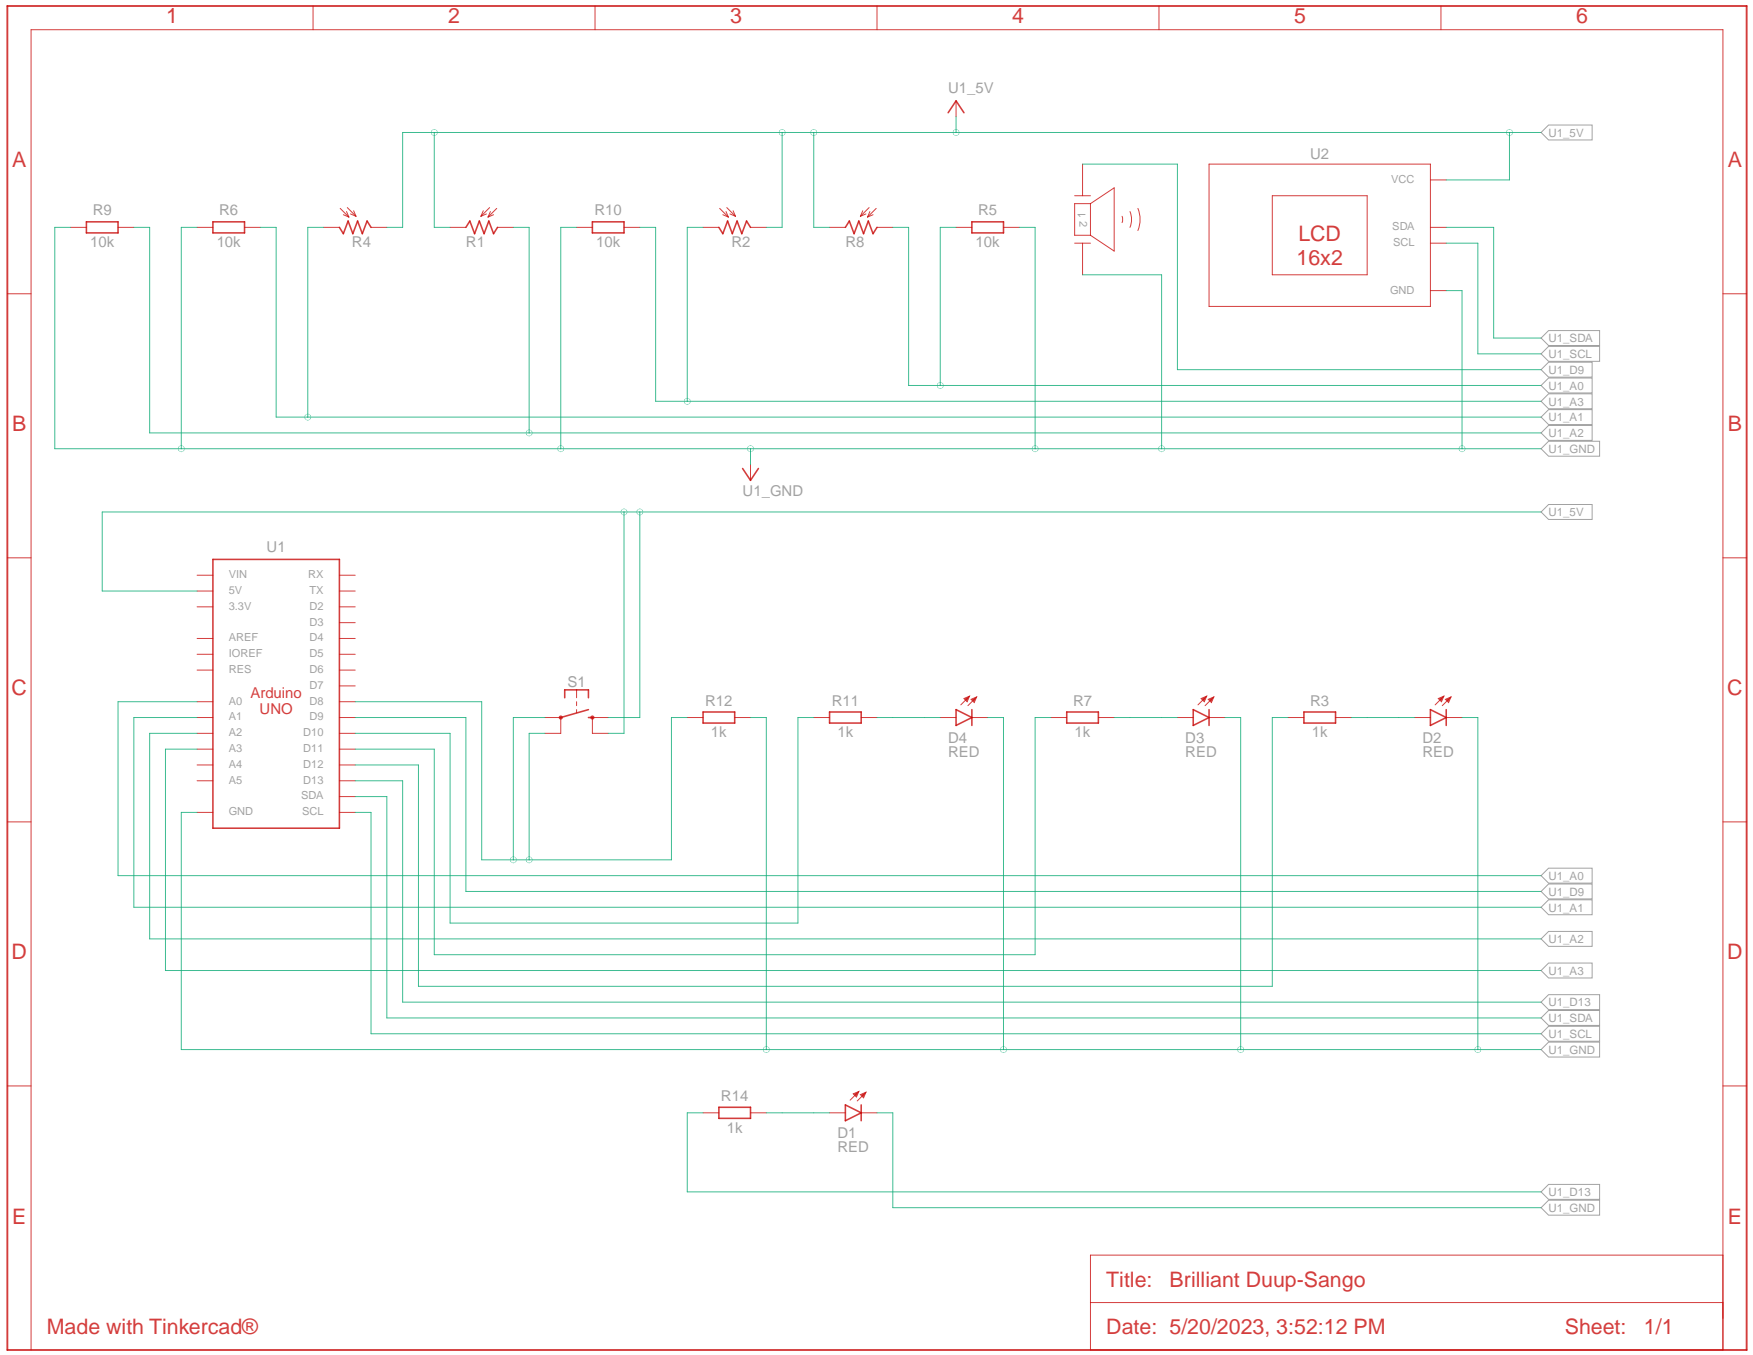 1 2 3 4 5 6
U1_5V
U1_5V
A A
U2
VCC
SDA
SCL
GND
LCD
16x2
R9
10k
R6
10k
R4
R1
R10
10k
R2
R8
R5
10k
L2
U1_SDA
U1_SCL
U1_D9
U1_A0
U1_A3
U1_A1
U1_A2
U1_GND
B B
U1_GND
U1_5V
U1
VIN RX
5V TX
3.3V D2
D3
AREF D4
IOREF D5
RES D6
D7
Arduino
UNO
A0 D8
A1 D9
A2 D10
A3 D11
A4 D12
A5 D13
SDA
GND SCL
C C
S1
R12
1k
R11
1k
D4
RED
R7
1k
D3
RED
R3
1k
D2
RED
U1_A0
U1_D9
U1_A1
U1_A2
U1_A3
U1_D13
U1_SDA
U1_SCL
U1_GND
D D
R14
1k
D1
RED
U1_D13
U1_GND
E E
Title: Brilliant Duup-Sango
Date: 5/20/2023, 3:52:12 PM Sheet: 1/1
Made with Tinkercad®